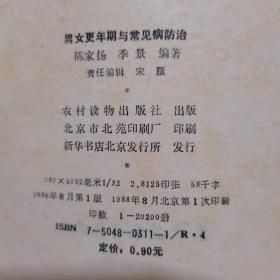 男女更年期与常见病防治
陈家扬 季景 编著
责任编辑 宋雁
*
农村读物出版社 出版
北京市北苑印刷厂 印刷
新华书店北京发行所 发行
*
787×1092毫米1/32 2.8125印张 58千字
1988年8月第1版 1988年8月北京第1次印刷
印数 1—20200册
ISBN 7-5048-0311-1/R·4
定价：0.90元